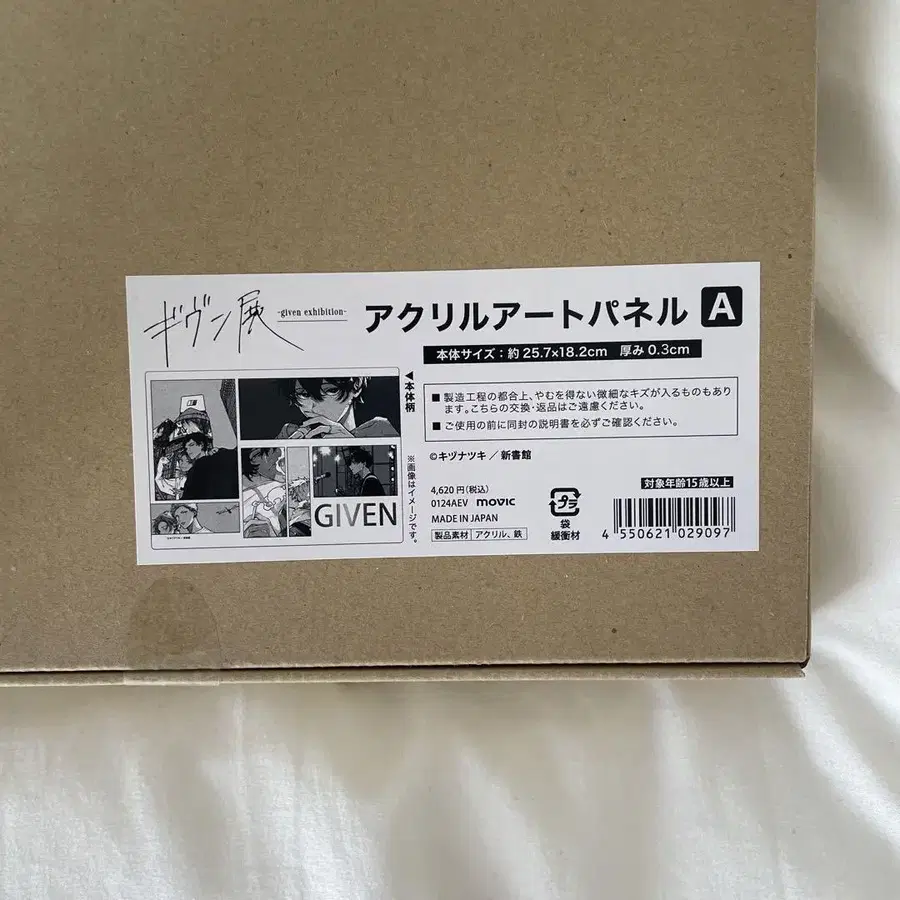 ギヴン展
-given exhibition-
アクリルアートパネル A
本体サイズ：約 25.7×18.2cm 厚み 0.3cm
◀本体柄
※画像はイメージです。
GIVEN
■ 製造工程の都合上、やむを得ない微細なキズが入るものもあり
ます。こちらの交換・返品はご遠慮ください。
■ ご使用の前に同封の説明書を必ずご確認ください。
©キヅナツキ／新書館
4,620円(税込)
0124AEV movic
MADE IN JAPAN
製品素材 アクリル、鉄
プラ
袋
緩衝材
対象年齢15歳以上
4 550621 029097